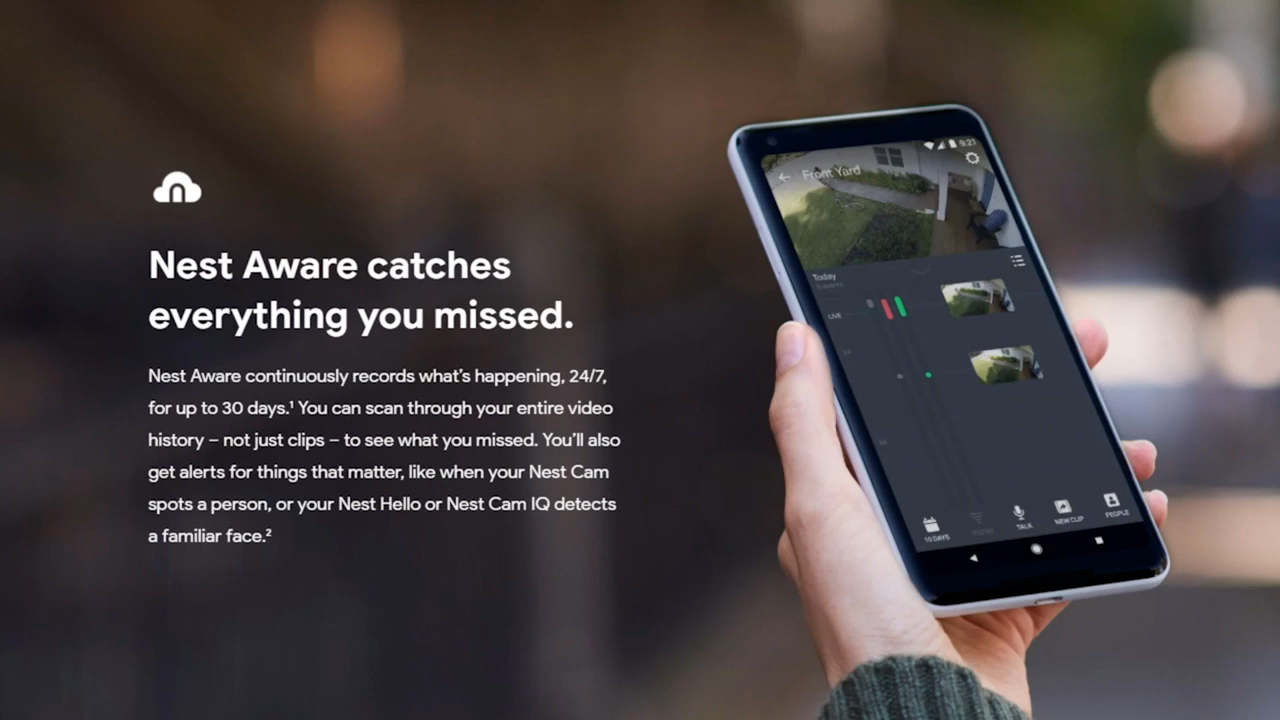 Nest Aware catches
everything you missed.
Nest Aware continuously records what's happening, 24/7,
for up to 30 days.¹ You can scan through your entire video
history – not just clips – to see what you missed. You'll also
get alerts for things that matter, like when your Nest Cam
spots a person, or your Nest Hello or Nest Cam IQ detects
a familiar face.²
9:21
Front Yard
Today
LIVE
10 DAYS
FILTER
TALK
NEW CLIP
PEOPLE